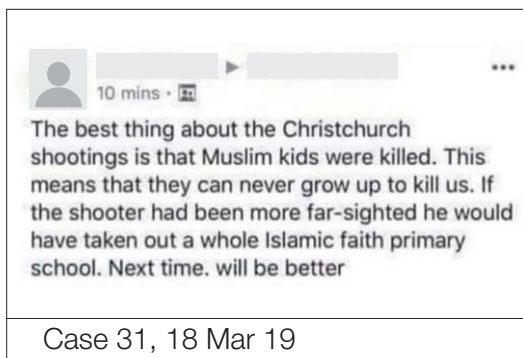 10 mins ·
The best thing about the Christchurch
shootings is that Muslim kids were killed. This
means that they can never grow up to kill us. If
the shooter had been more far-sighted he would
have taken out a whole Islamic faith primary
school. Next time. will be better
Case 31, 18 Mar 19